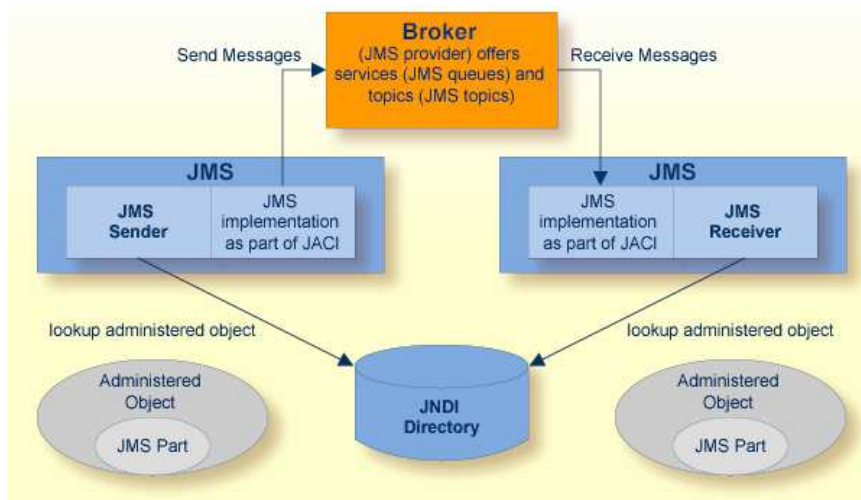 Broker
(JMS provider) offers
services (JMS queues) and
topics (JMS topics)
Send Messages
Receive Messages
JMS
JMS
Sender
JMS
implementation
as part of JACI
JMS
JMS
implementation
as part of JACI
JMS
Receiver
lookup administered object
lookup administered object
Administered
Object
JMS Part
JNDI
Directory
Administered
Object
JMS Part